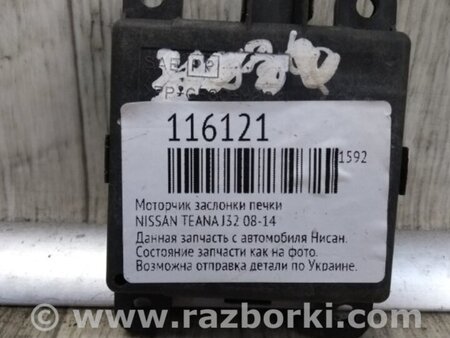 116121
1592
Моторчик заслонки печки
NISSAN TEANA J32 08-14
Данная запчасть с автомобиля Нисан.
Состояние запчасти как на фото.
Возможна отправка детали по Украине.
www.razborki.com